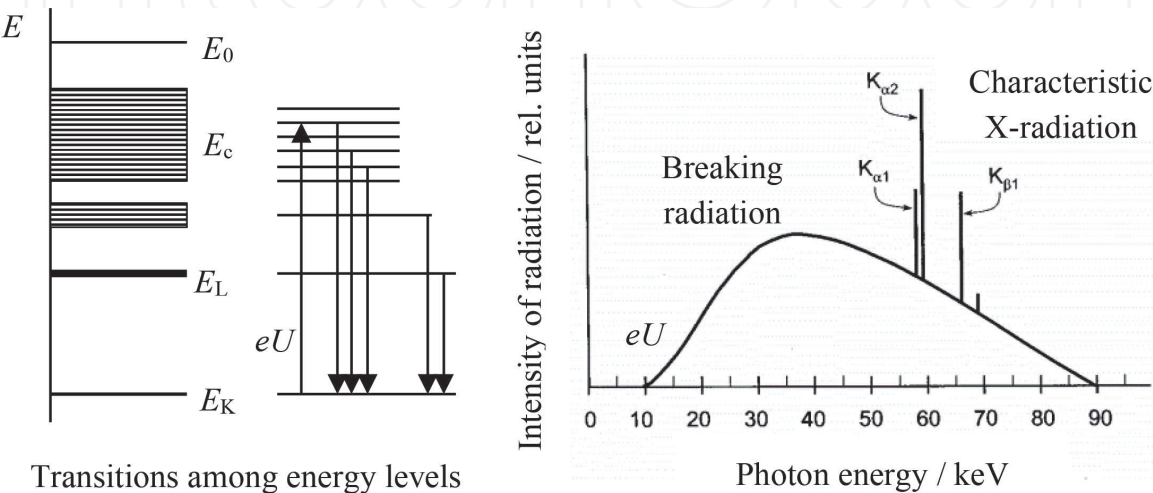 E
E0
Ec
EL
eU
EK
Transitions among energy levels
Intensity of radiation / rel. units
Kα2
Characteristic
X-radiation
Breaking
radiation
Kα1
Kβ1
eU
0 10 20 30 40 50 60 70 80 90
Photon energy / keV